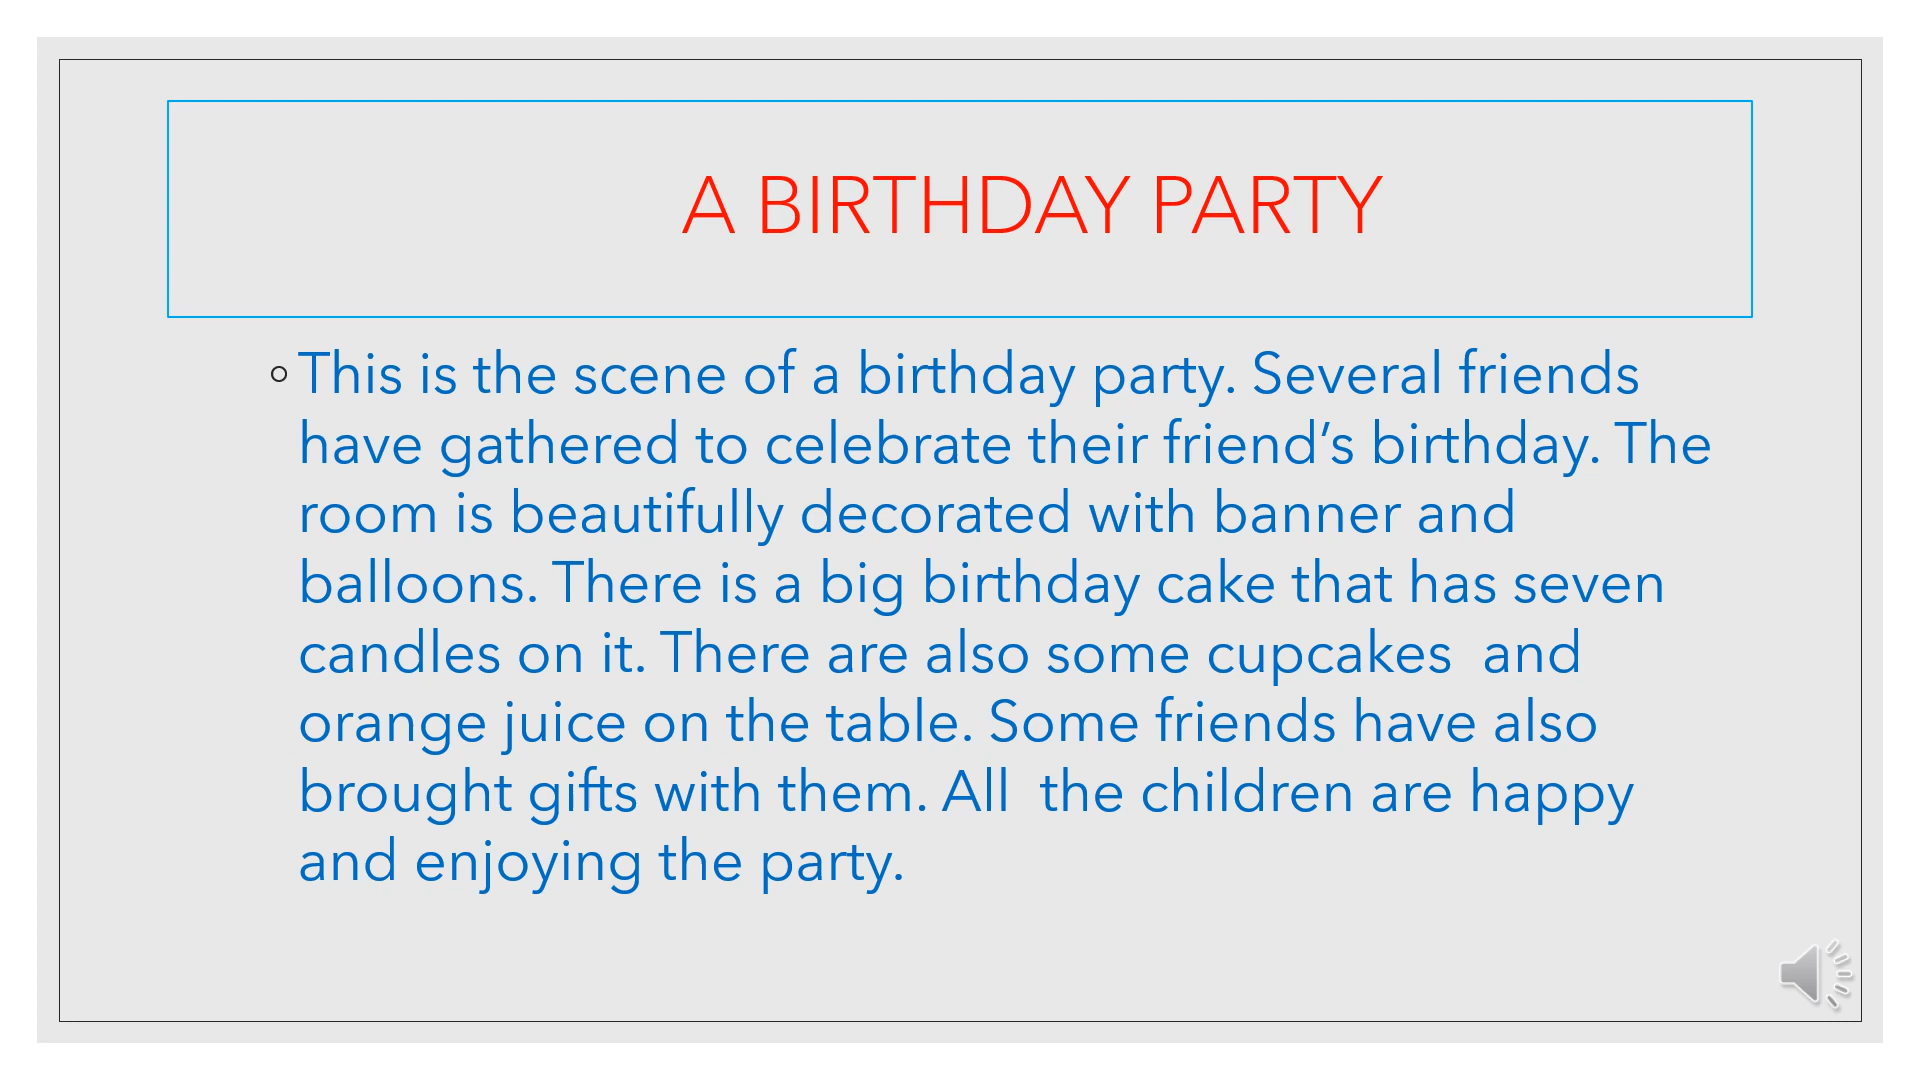 A BIRTHDAY PARTY
This is the scene of a birthday party. Several friends
have gathered to celebrate their friend’s birthday. The
room is beautifully decorated with banner and
balloons. There is a big birthday cake that has seven
candles on it. There are also some cupcakes  and
orange juice on the table. Some friends have also
brought gifts with them. All  the children are happy
and enjoying the party.